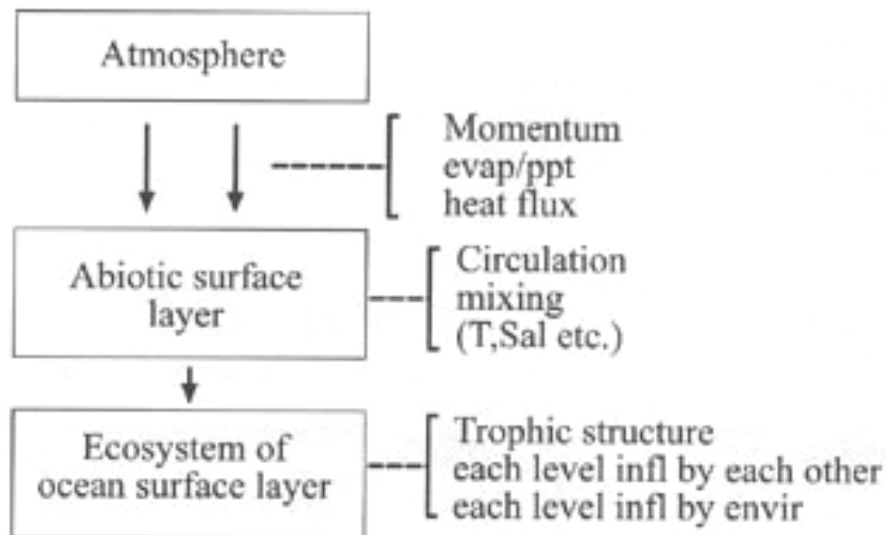 Atmosphere
Momentum
evap/ppt
heat flux
Abiotic surface
layer
Circulation
mixing
(T,Sal etc.)
Ecosystem of
ocean surface layer
Trophic structure
each level infl by each other
each level infl by envir